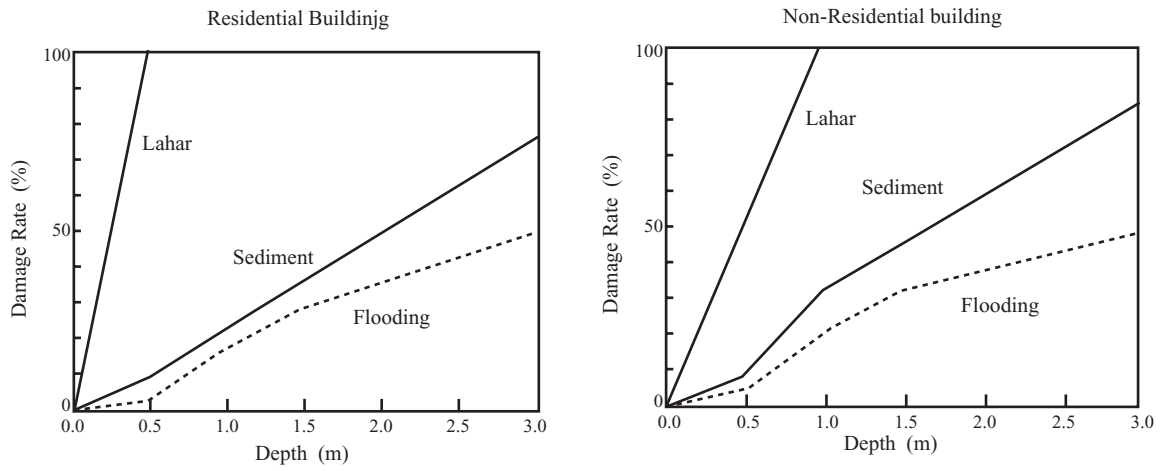 Residential Buildinjg
100
50
0
Damage Rate (%)
Lahar
Sediment
Flooding
0.0 0.5 1.0 1.5 2.0 2.5 3.0
Depth (m)
Non-Residential building
100
50
0
Damage Rate (%)
Lahar
Sediment
Flooding
0.0 0.5 1.0 1.5 2.0 2.5 3.0
Depth (m)